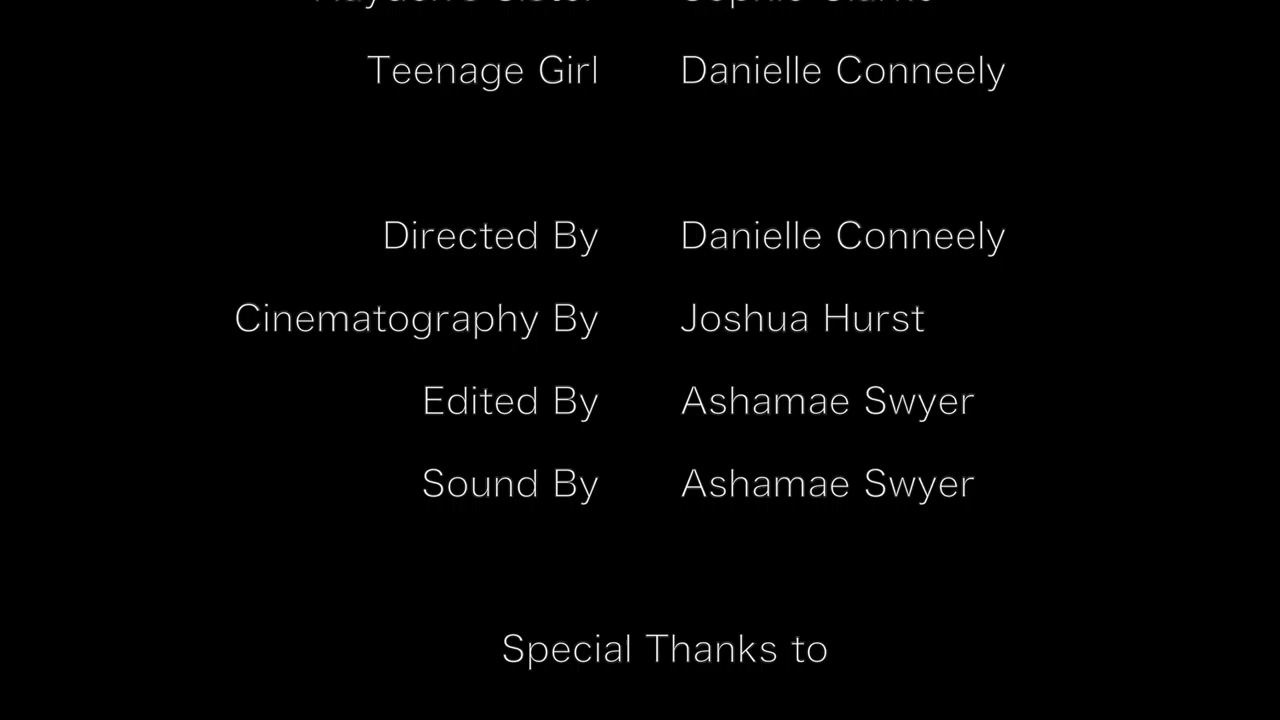 Teenage Girl Danielle Conneely
Directed By Danielle Conneely
Cinematography By Joshua Hurst
Edited By Ashamae Swyer
Sound By Ashamae Swyer
Special Thanks to